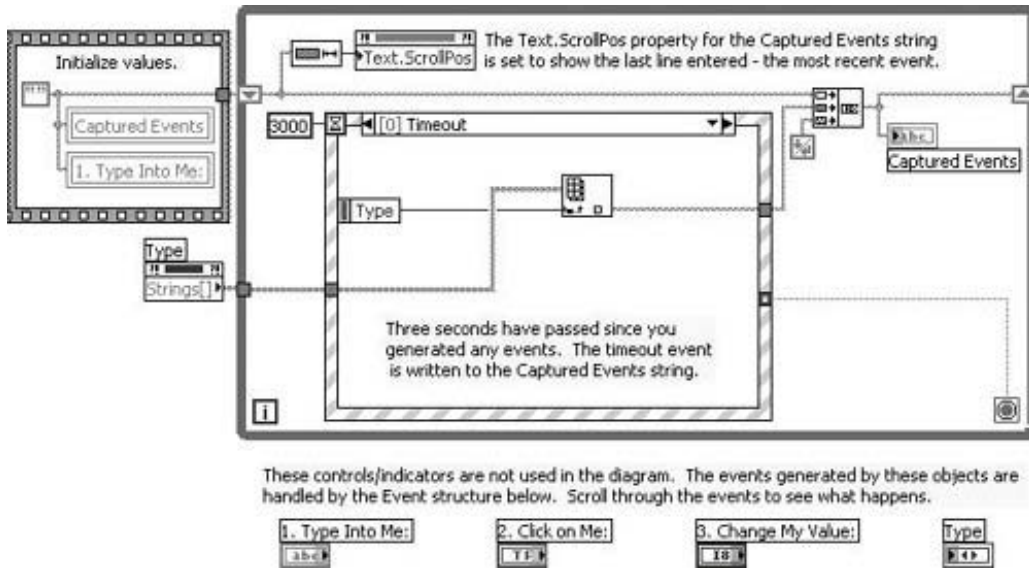 Initialize values.
Captured Events
1. Type Into Me:
Text.ScrollPos
The Text.ScrollPos property for the Captured Events string
is set to show the last line entered - the most recent event.
3000
[0] Timeout
abc
Captured Events
Type
Type
Strings[]
Three seconds have passed since you
generated any events. The timeout event
is written to the Captured Events string.
i
These controls/indicators are not used in the diagram. The events generated by these objects are
handled by the Event structure below. Scroll through the events to see what happens.
1. Type Into Me:
2. Click on Me:
3. Change My Value:
Type
abc
TF
I8